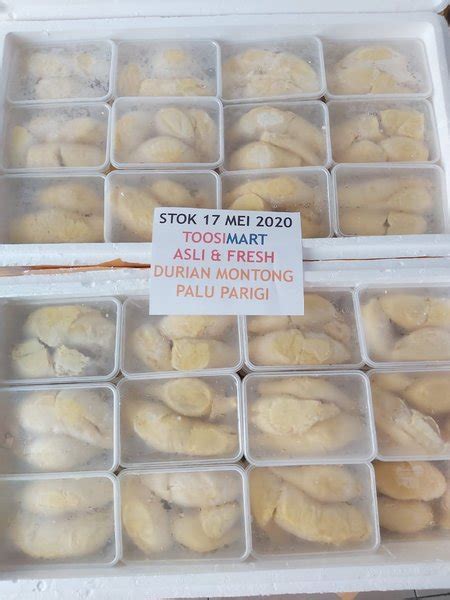 STOK 17 MEI 2020
TOOSIMART
ASLI & FRESH
DURIAN MONTONG
PALU PARIGI